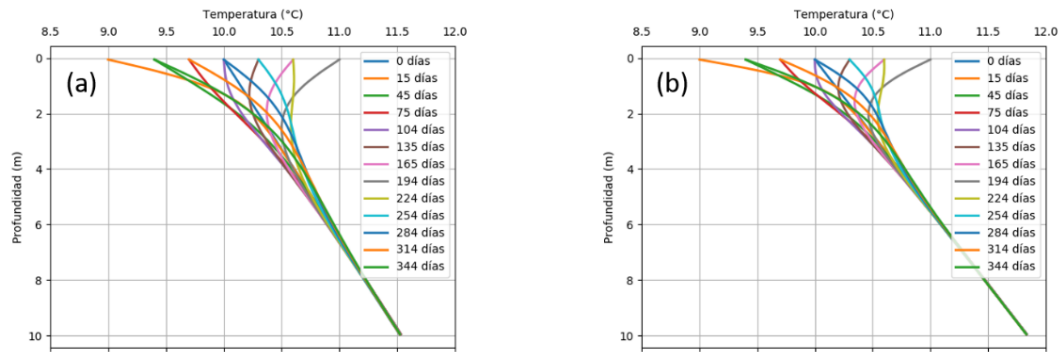 Temperatura (°C)
8.5 9.0 9.5 10.0 10.5 11.0 11.5 12.0
0
2
4
6
8
10
Profundidad (m)
(a)
0 días
15 días
45 días
75 días
104 días
135 días
165 días
194 días
224 días
254 días
284 días
314 días
344 días
Temperatura (°C)
8.5 9.0 9.5 10.0 10.5 11.0 11.5 12.0
0
2
4
6
8
10
Profundidad (m)
(b)
0 días
15 días
45 días
75 días
104 días
135 días
165 días
194 días
224 días
254 días
284 días
314 días
344 días